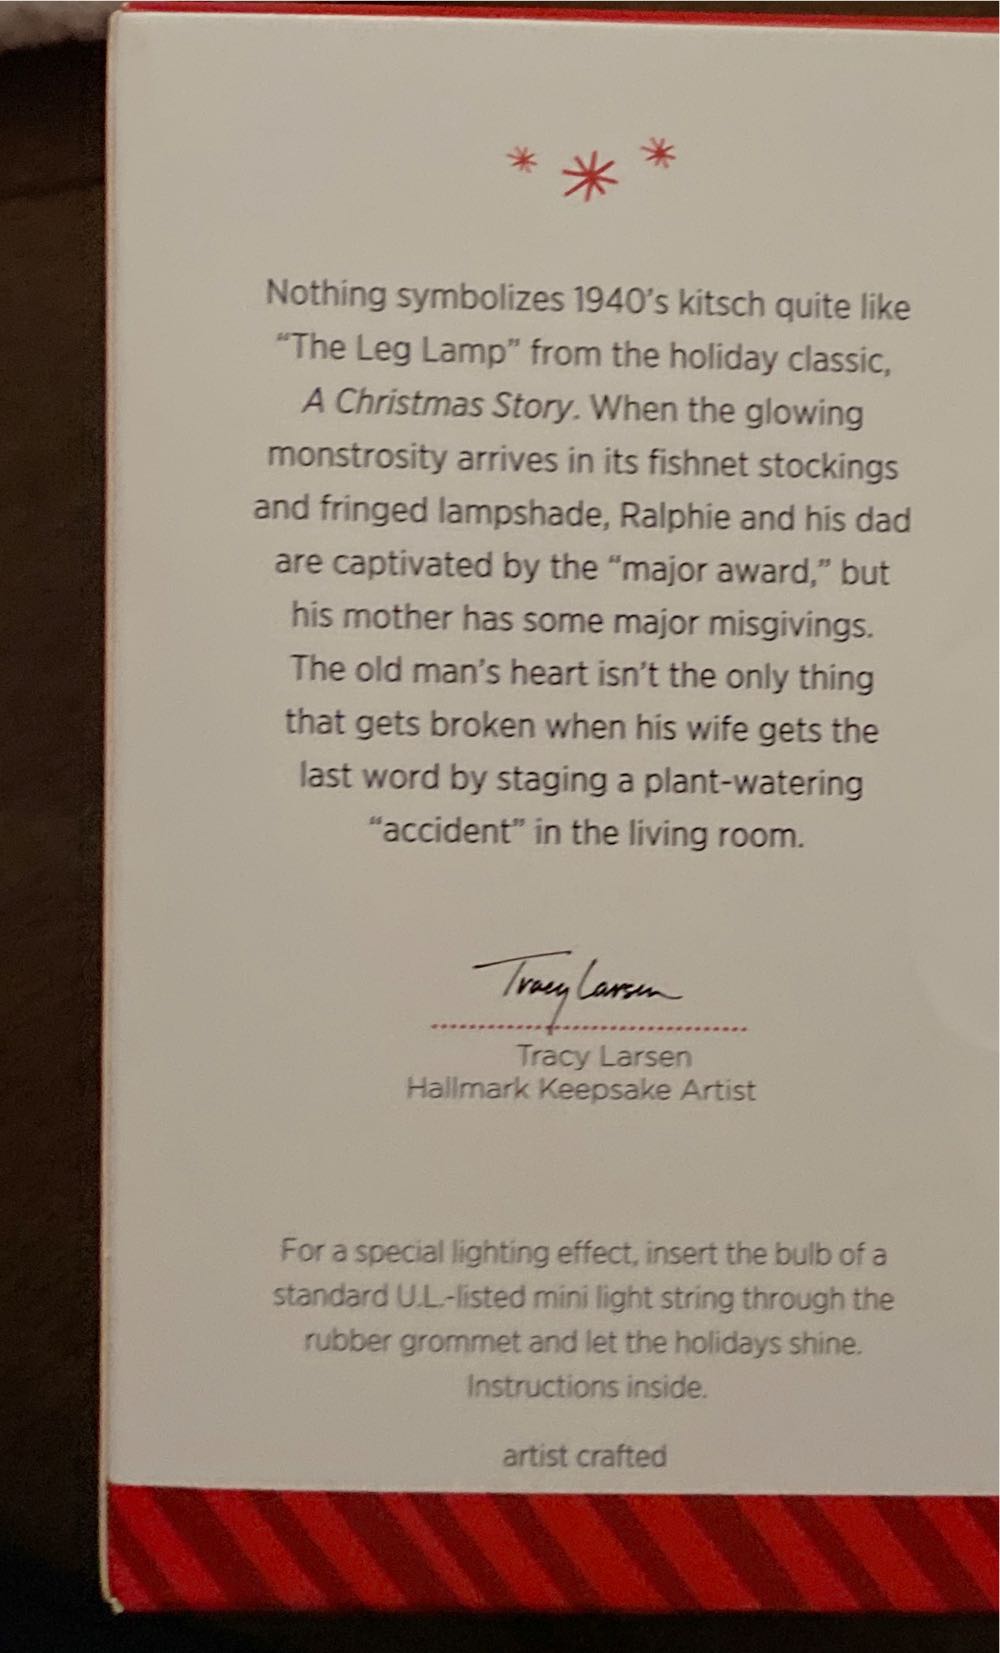 Nothing symbolizes 1940's kitsch quite like
“The Leg Lamp” from the holiday classic,
A Christmas Story. When the glowing
monstrosity arrives in its fishnet stockings
and fringed lampshade, Ralphie and his dad
are captivated by the “major award,” but
his mother has some major misgivings.
The old man's heart isn't the only thing
that gets broken when his wife gets the
last word by staging a plant-watering
“accident” in the living room.
Tracy Larsen
Tracy Larsen
Hallmark Keepsake Artist
For a special lighting effect, insert the bulb of a
standard U.L.-listed mini light string through the
rubber grommet and let the holidays shine.
Instructions inside.
artist crafted